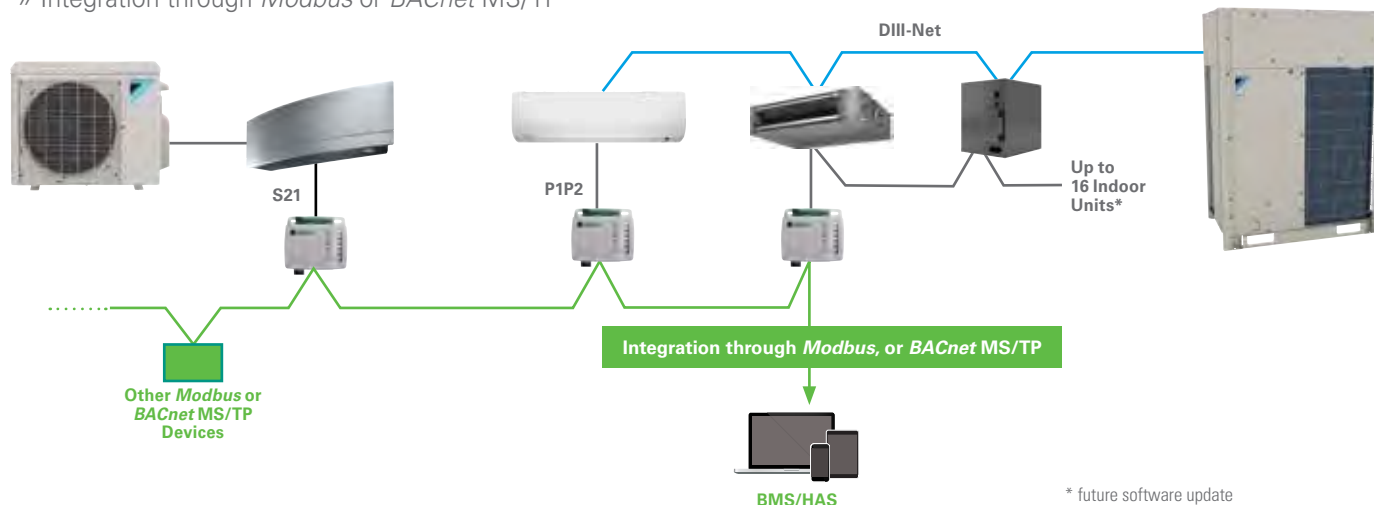 » Integration through Modbus or BACnet MS/TP
DIII-Net
S21
P1P2
Up to
16 Indoor
Units*
Integration through Modbus, or BACnet MS/TP
Other Modbus or
BACnet MS/TP
Devices
BMS/HAS
* future software update